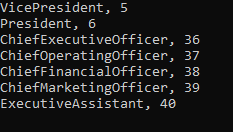 VicePresident, 5
President, 6
ChiefExecutiveOfficer, 36
ChiefOperatingOfficer, 37
ChiefFinancialOfficer, 38
ChiefMarketingOfficer, 39
ExecutiveAssistant, 40